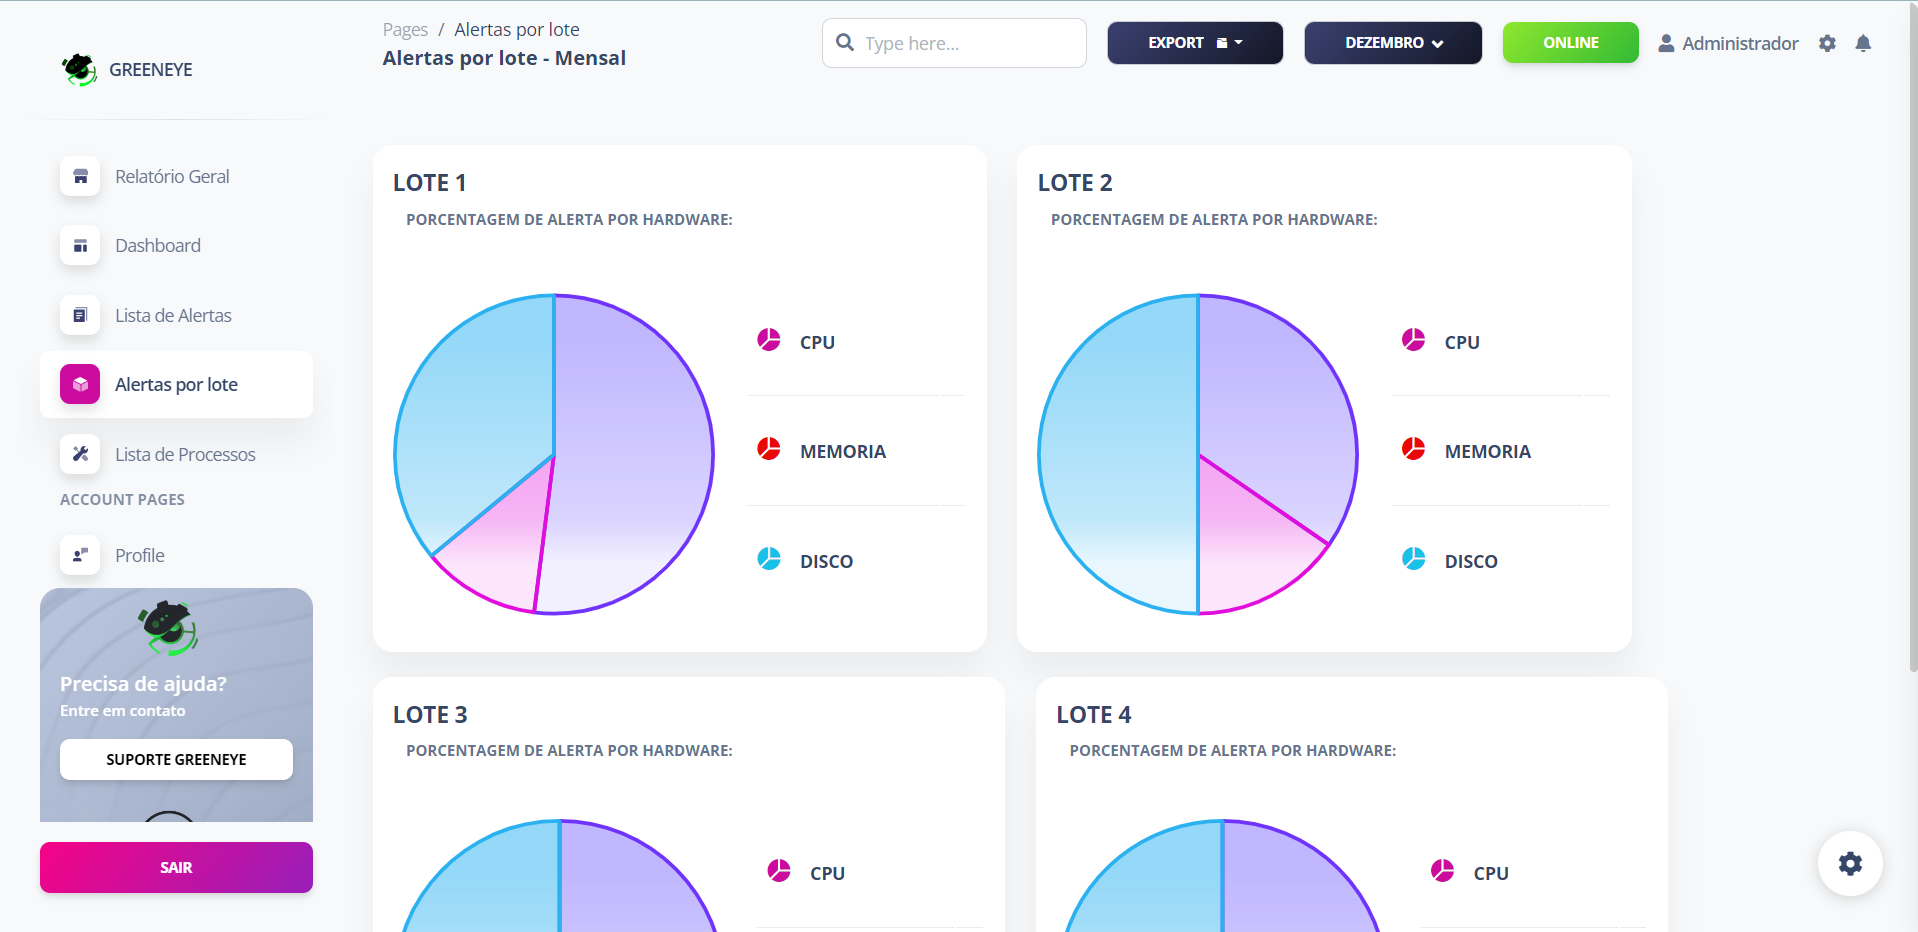 GREENEYE
Relatório Geral
Dashboard
Lista de Alertas
Alertas por lote
Lista de Processos
ACCOUNT PAGES
Profile
Precisa de ajuda?
Entre em contato
SUPORTE GREENEYE
SAIR
Pages / Alertas por lote
Alertas por lote - Mensal
Type here...
EXPORT
DEZEMBRO
ONLINE
Administrador
LOTE 1
PORCENTAGEM DE ALERTA POR HARDWARE:
CPU
MEMORIA
DISCO
LOTE 2
PORCENTAGEM DE ALERTA POR HARDWARE:
CPU
MEMORIA
DISCO
LOTE 3
PORCENTAGEM DE ALERTA POR HARDWARE:
CPU
LOTE 4
PORCENTAGEM DE ALERTA POR HARDWARE:
CPU